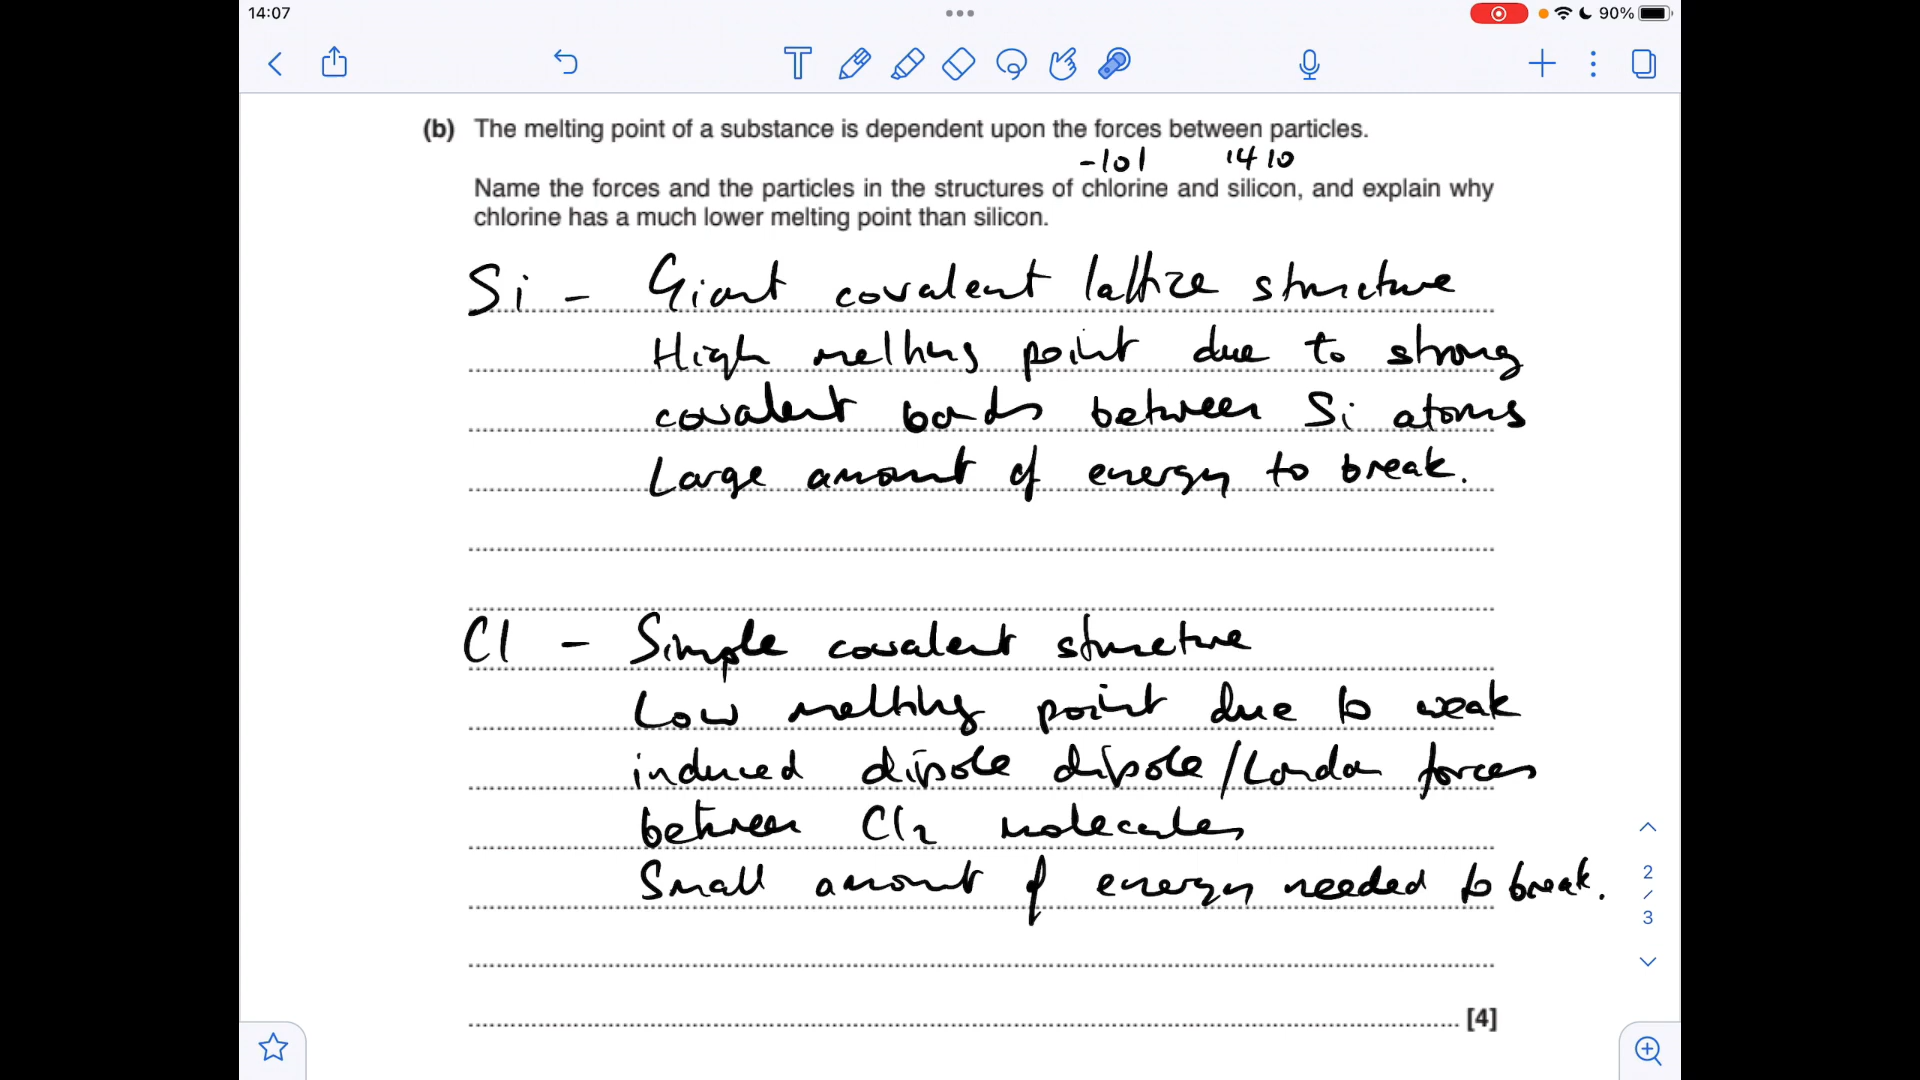 14:07
90%
(b) The melting point of a substance is dependent upon the forces between particles.
-101 1410
Name the forces and the particles in the structures of chlorine and silicon, and explain why
chlorine has a much lower melting point than silicon.
Si - Giant covalent lattice structure
High melting point due to strong
covalent bonds between Si atoms
Large amount of energy to break.
Cl - Simple covalent structure
Low melting point due to weak
induced dipole dipole/London forces
between Cl2 molecules
Small amount of energy needed to break.
2
/
3
[4]